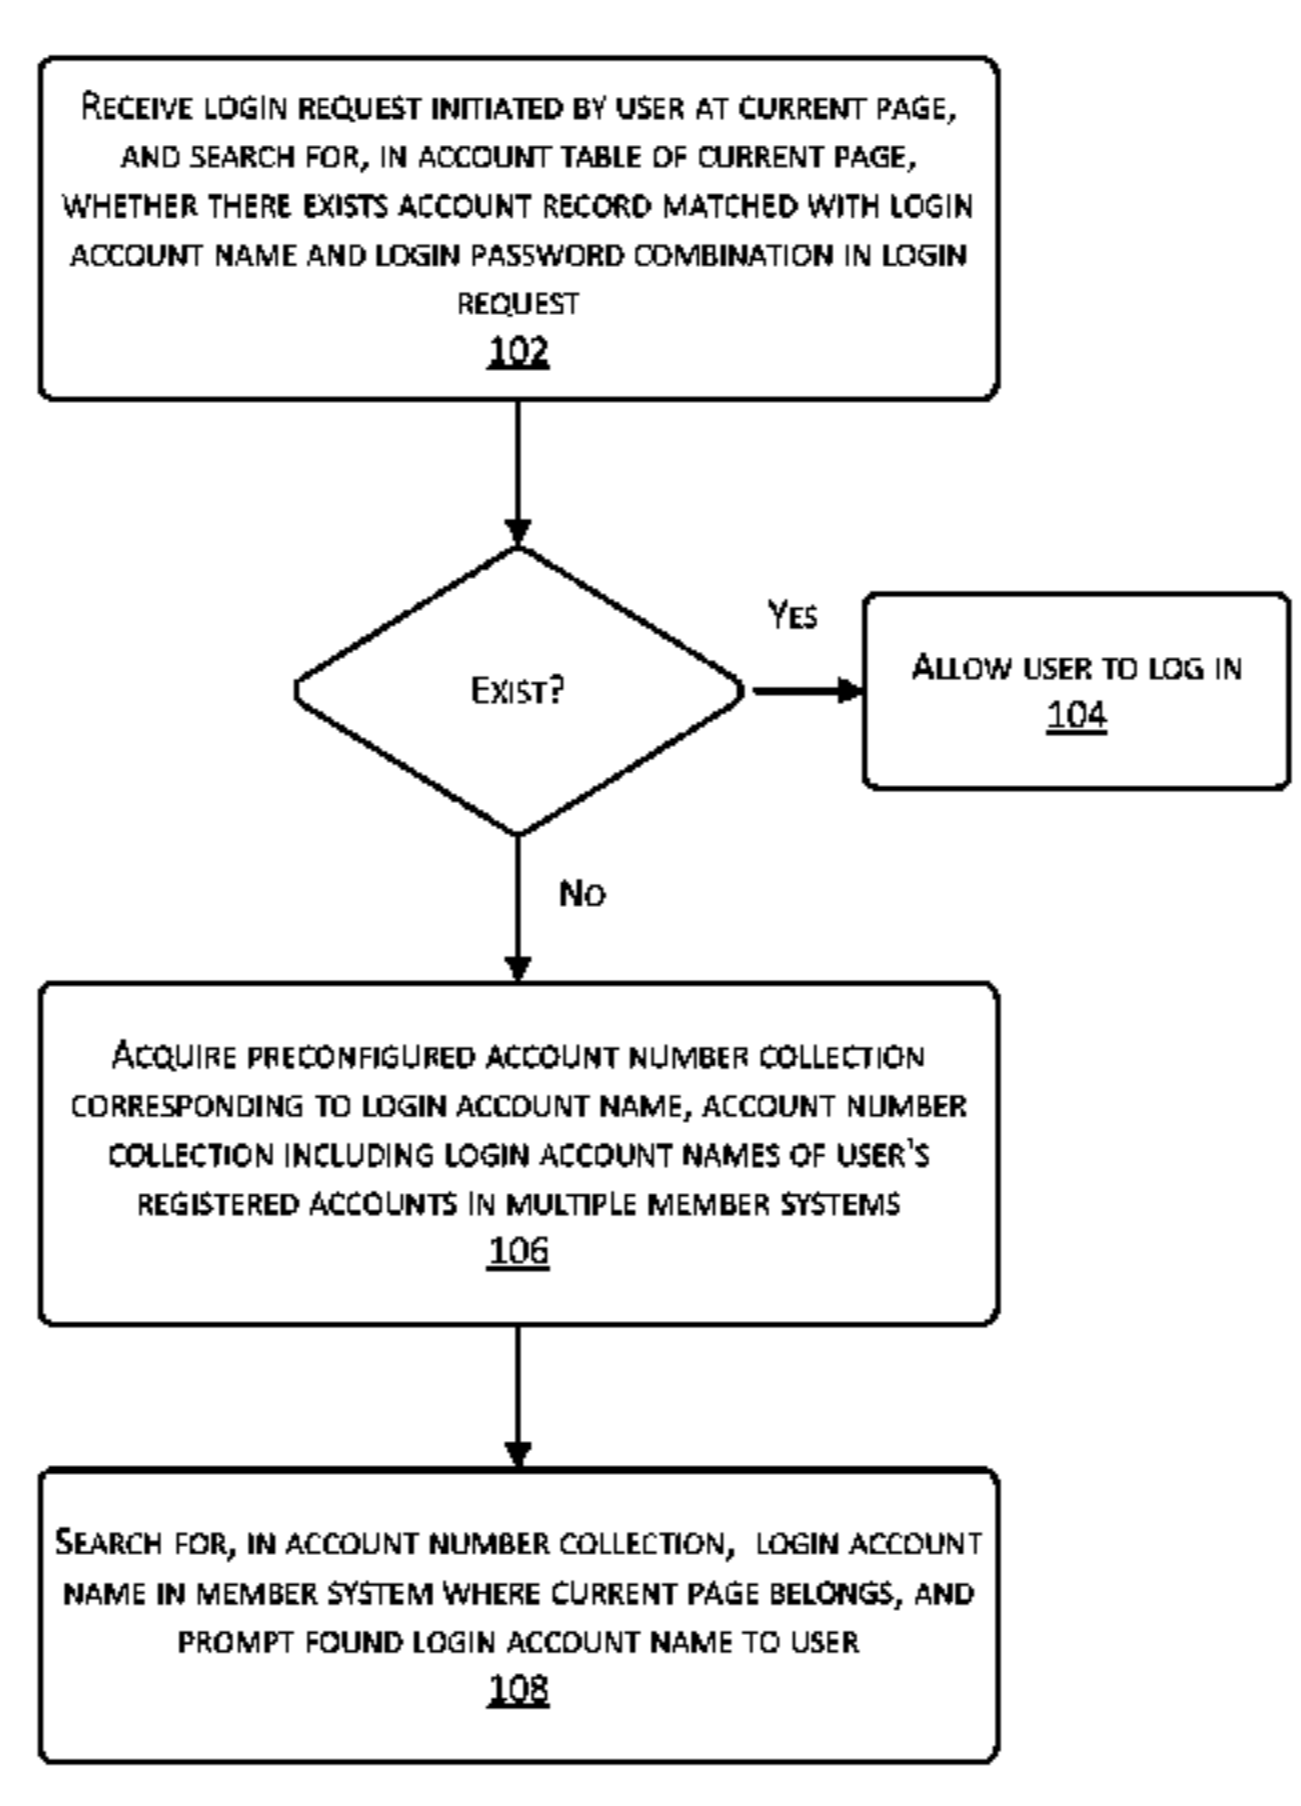 Receive login request initiated by user at current page,
and search for, in account table of current page,
whether there exists account record matched with login
account name and login password combination in login
request
102
Exist?
Yes
Allow user to log in
104
No
Acquire preconfigured account number collection
corresponding to login account name, account number
collection including login account names of user's
registered accounts in multiple member systems
106
Search for, in account number collection, login account
name in member system where current page belongs, and
prompt found login account name to user
108